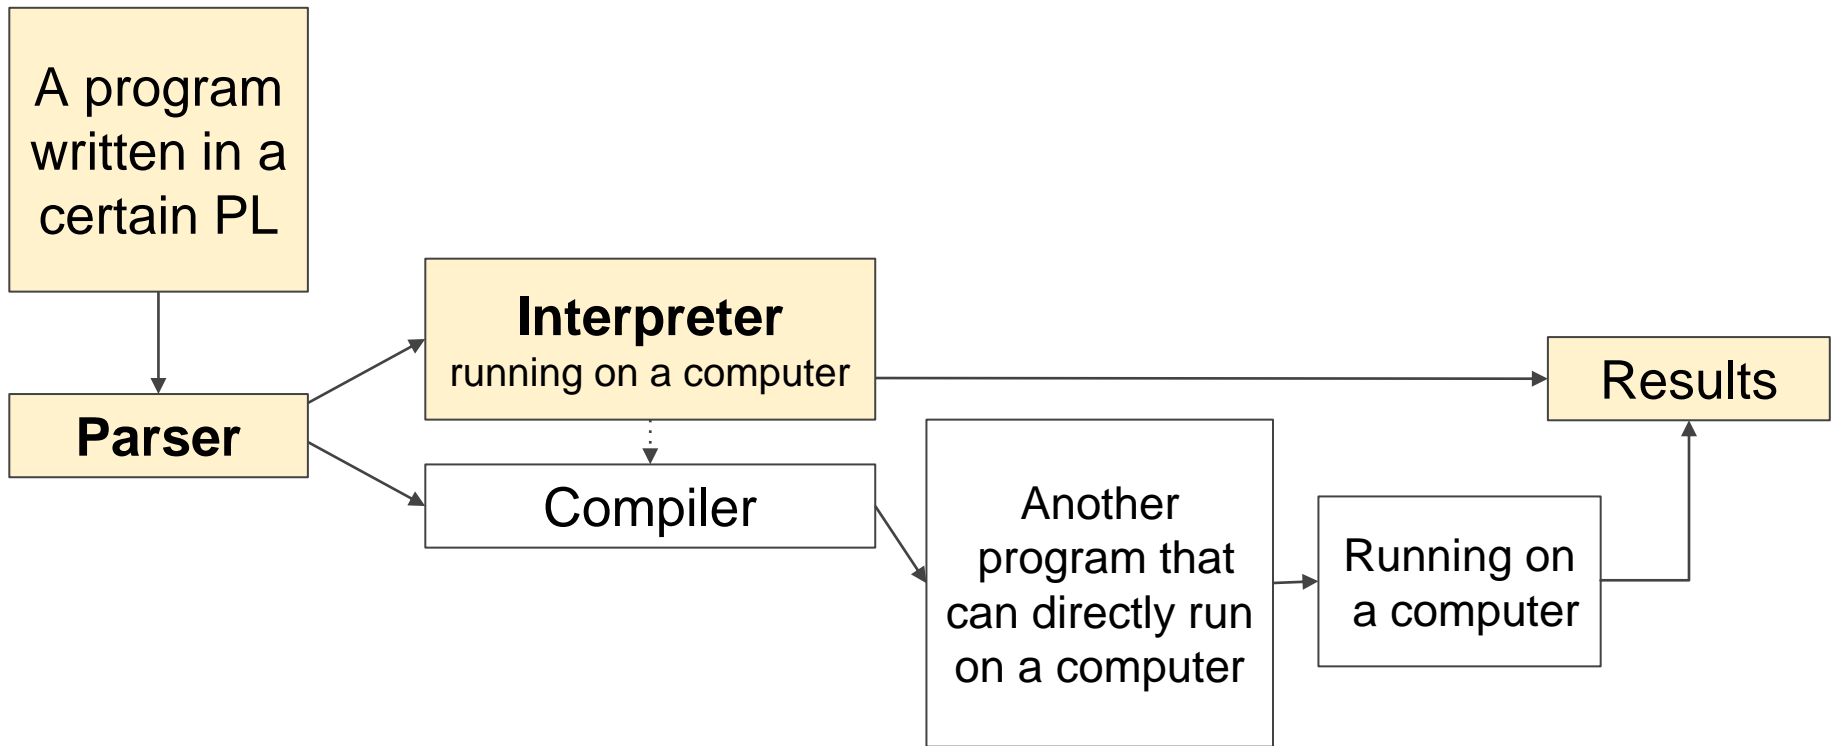 A program
written in a
certain PL
Parser
Interpreter
running on a computer
Compiler
Another
program that
can directly run
on a computer
Running on
a computer
Results